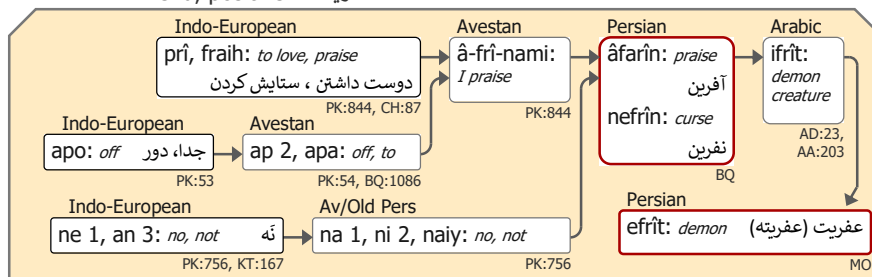 Indo-European
prî, fraih: to love, praise
دوست داشتن ، ستایش کردن
PK:844, CH:87
Avestan
â-frî-nami:
I praise
PK:844
Persian
âfarîn: praise
آفرین
nefrîn: curse
نفرین
BQ
Arabic
ifrît:
demon
creature
AD:23,
AA:203
Indo-European
apo: off جدا، دور
PK:53
Avestan
ap 2, apa: off, to
PK:54, BQ:1086
Indo-European
ne 1, an 3: no, not نَه
PK:756, KT:167
Av/Old Pers
na 1, ni 2, naiy: no, not
PK:756
Persian
efrît: demon عفریت (عفریته)
MO